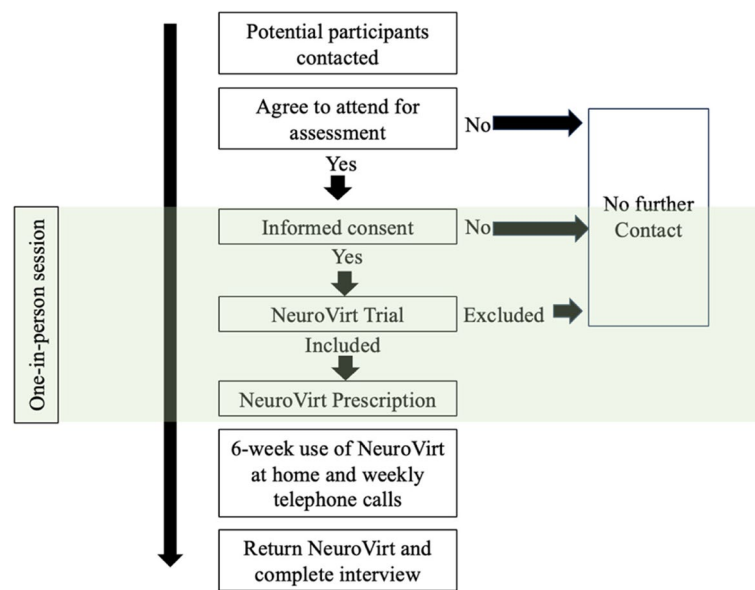 Potential participants
contacted
Agree to attend for
assessment
No
Yes
No further
Contact
One-in-person session
Informed consent
No
Yes
NeuroVirt Trial
Excluded
Included
NeuroVirt Prescription
6-week use of NeuroVirt
at home and weekly
telephone calls
Return NeuroVirt and
complete interview